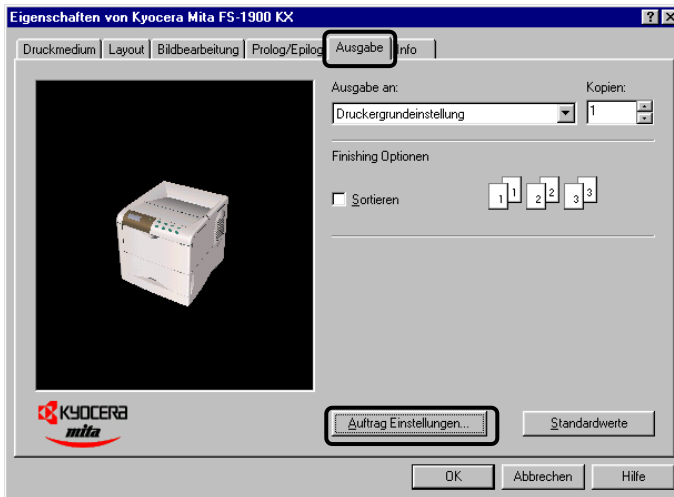 Eigenschaften von Kyocera Mita FS-1900 KX
Druckmedium Layout Bildbearbeitung Prolog/Epilog Ausgabe Info
Ausgabe an: Kopien:
Druckergrundeinstellung 1
Finishing Optionen
Sortieren 1 1 2 2 3 3
KYOCERA
mita
Auftrag Einstellungen... Standardwerte
OK Abbrechen Hilfe